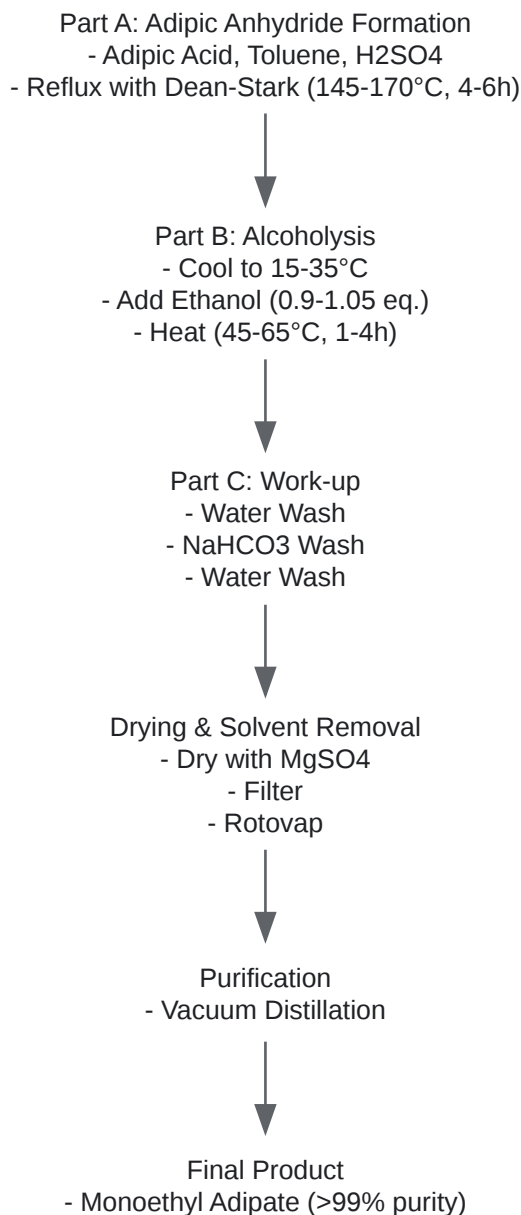 Part A: Adipic Anhydride Formation
- Adipic Acid, Toluene, H2SO4
- Reflux with Dean-Stark (145-170°C, 4-6h)
Part B: Alcoholysis
- Cool to 15-35°C
- Add Ethanol (0.9-1.05 eq.)
- Heat (45-65°C, 1-4h)
Part C: Work-up
- Water Wash
- NaHCO3 Wash
- Water Wash
Drying & Solvent Removal
- Dry with MgSO4
- Filter
- Rotovap
Purification
- Vacuum Distillation
Final Product
- Monoethyl Adipate (>99% purity)